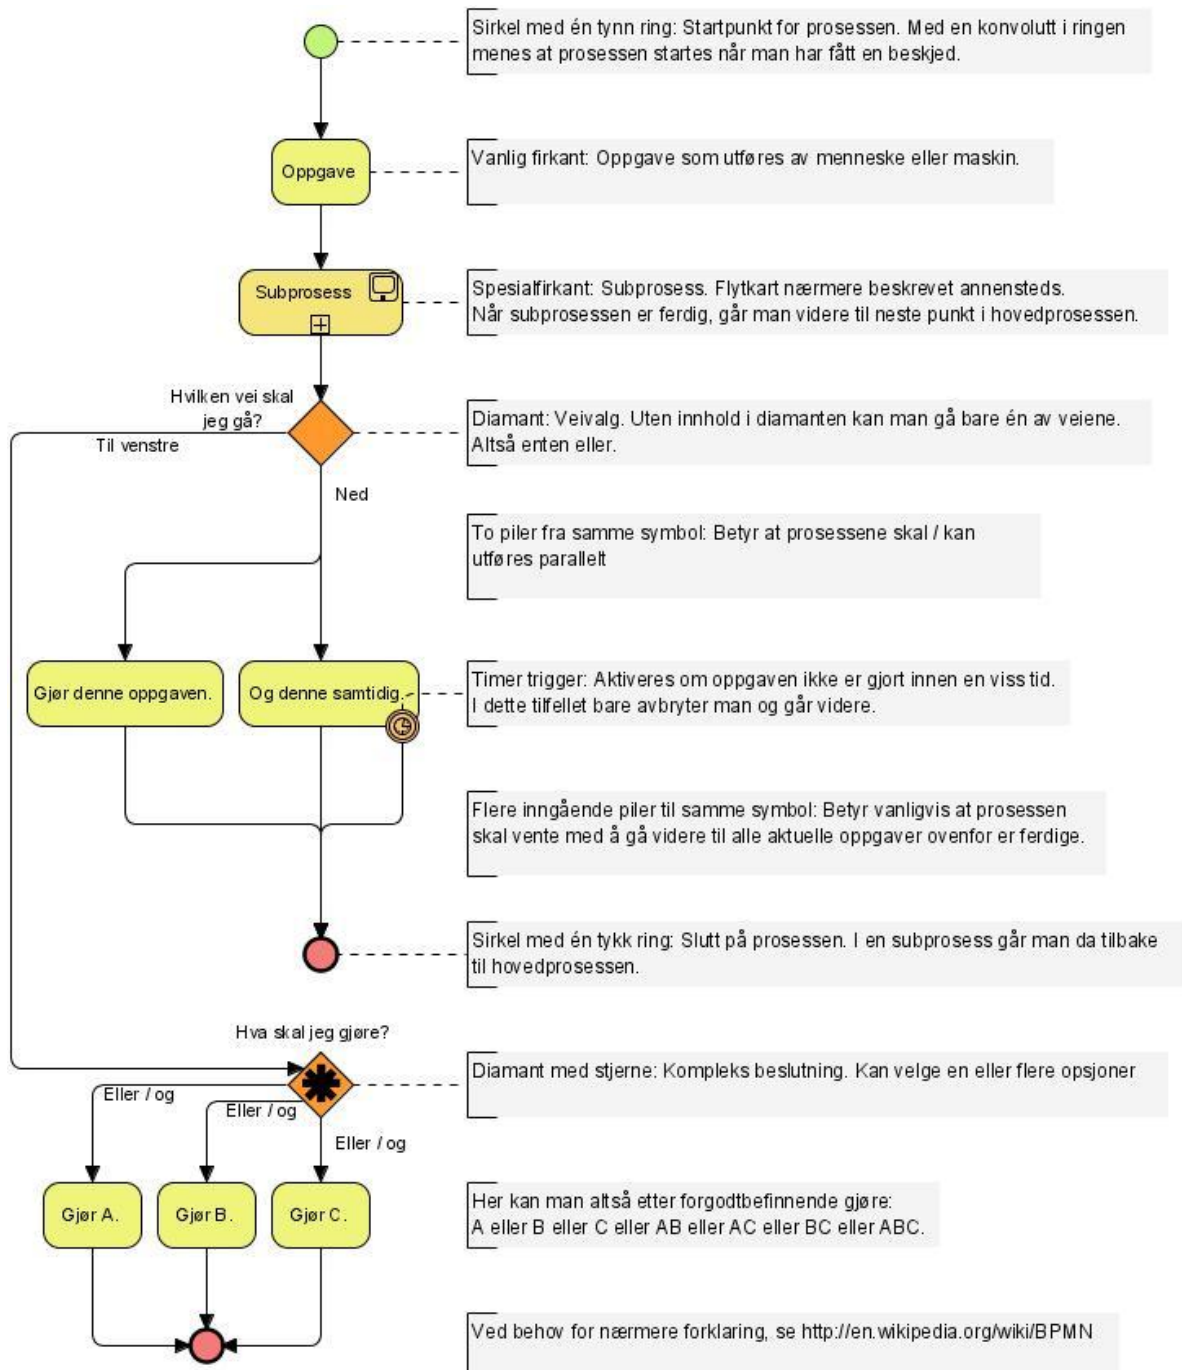 Sirkel med én tynn ring: Startpunkt for prosessen. Med en konvolutt i ringen
menes at prosessen startes når man har fått en beskjed.
Oppgave
Vanlig firkant: Oppgave som utføres av menneske eller maskin.
Subprosess
Spesialfirkant: Subprosess. Flytkart nærmere beskrevet annensteds.
Når subprosessen er ferdig, går man videre til neste punkt i hovedprosessen.
Hvilken vei skal
jeg gå?
Til venstre
Diamant: Veivalg. Uten innhold i diamanten kan man gå bare én av veiene.
Altså enten eller.
Ned
To piler fra samme symbol: Betyr at prosessene skal / kan
utføres parallelt
Gjør denne oppgaven.
Og denne samtidig.
Timer trigger: Aktiveres om oppgaven ikke er gjort innen en viss tid.
I dette tilfellet bare avbryter man og går videre.
Flere inngående piler til samme symbol: Betyr vanligvis at prosessen
skal vente med å gå videre til alle aktuelle oppgaver ovenfor er ferdige.
Sirkel med én tykk ring: Slutt på prosessen. I en subprosess går man da tilbake
til hovedprosessen.
Hva skal jeg gjøre?
Diamant med stjerne: Kompleks beslutning. Kan velge en eller flere opsjoner
Eller / og
Eller / og
Eller / og
Gjør A.
Gjør B.
Gjør C.
Her kan man altså etter forgodtbefinnende gjøre:
A eller B eller C eller AB eller AC eller BC eller ABC.
Ved behov for nærmere forklaring, se http://en.wikipedia.org/wiki/BPMN